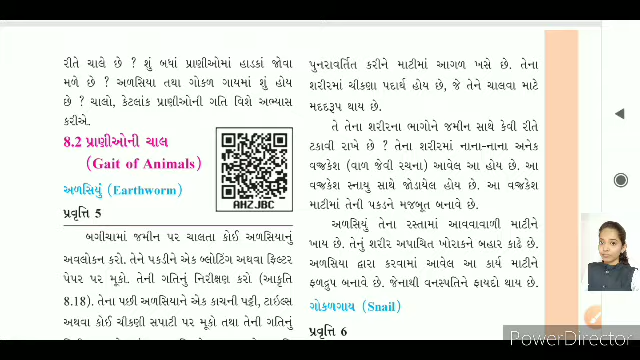 રીતે ચાલે છે ? શું બધાં પ્રાણીઓમાં હાડકાં જોવા
મળે છે ? અળસિયા તથા ગોકળ ગાયમાં શું હોય
છે ? ચાલો, કેટલાંક પ્રાણીઓની ગતિ વિશે અભ્યાસ
કરીએ.
8.2 પ્રાણીઓની ચાલ
(Gait of Animals)
અળસિયું (Earthworm)
પ્રવૃત્તિ 5
AHZJBC
બગીચામાં જમીન પર ચાલતા કોઈ અળસિયાનું
અવલોકન કરો. તેને પકડીને એક બ્લોટિંગ અથવા ફિલ્ટર
પેપર પર મૂકો. તેની ગતિનું નિરીક્ષણ કરો (આકૃતિ
8.18). તેના પછી અળસિયાને એક કાચની પટ્ટી, ટાઇલ્સ
અથવા કોઈ ચીકણી સપાટી પર મૂકો તથા તેની ગતિનું
પુનરાવર્તિત કરીને માટીમાં આગળ ખસે છે. તેના
શરીરમાં ચીકણા પદાર્થ હોય છે, જે તેને ચાલવા માટે
મદદરૂપ થાય છે.
તે તેના શરીરના ભાગોને જમીન સાથે કેવી રીતે
ટકાવી રાખે છે ? તેના શરીરમાં નાના-નાના અનેક
વજ્રકેશ (વાળ જેવી રચના) આવેલ આ હોય છે. આ
વજ્રકેશ સ્નાયુ સાથે જોડાયેલ હોય છે. આ વજ્રકેશ
માટીમાં તેની પકડને મજબૂત બનાવે છે.
અળસિયું તેના રસ્તામાં આવવાવાળી માટીને
ખાય છે. તેનું શરીર અપાચિત ખોરાકને બહાર કાઢે છે.
અળસિયા દ્વારા કરવામાં આવેલ આ કાર્ય માટીને
ફળદ્રુપ બનાવે છે. જેનાથી વનસ્પતિને ફાયદો થાય છે.
ગોકળગાય (Snail)
પ્રવૃત્તિ 6
PowerDirector